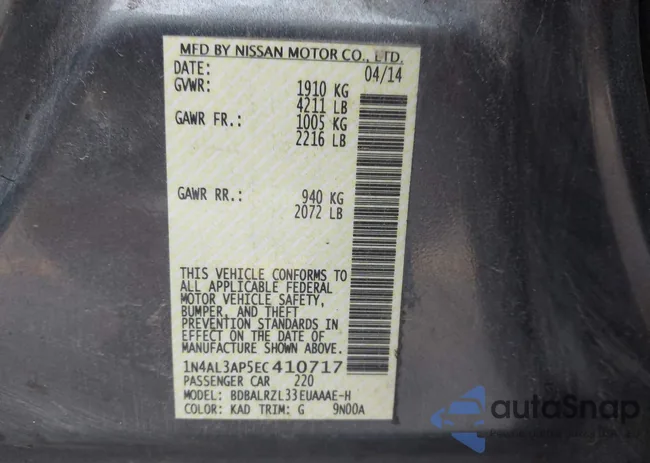 MFD BY NISSAN MOTOR CO., LTD.
DATE: 04/14
GVWR: 1910 KG
4211 LB
GAWR FR.: 1005 KG
2216 LB
GAWR RR.: 940 KG
2072 LB
THIS VEHICLE CONFORMS TO
ALL APPLICABLE FEDERAL
MOTOR VEHICLE SAFETY,
BUMPER, AND THEFT
PREVENTION STANDARDS IN
EFFECT ON THE DATE OF
MANUFACTURE SHOWN ABOVE.
1N4AL3AP5EC410717
PASSENGER CAR 220
MODEL: BDBALRZL33EUAAAE-H
COLOR: KAD TRIM: G 9N00A
autoSnap